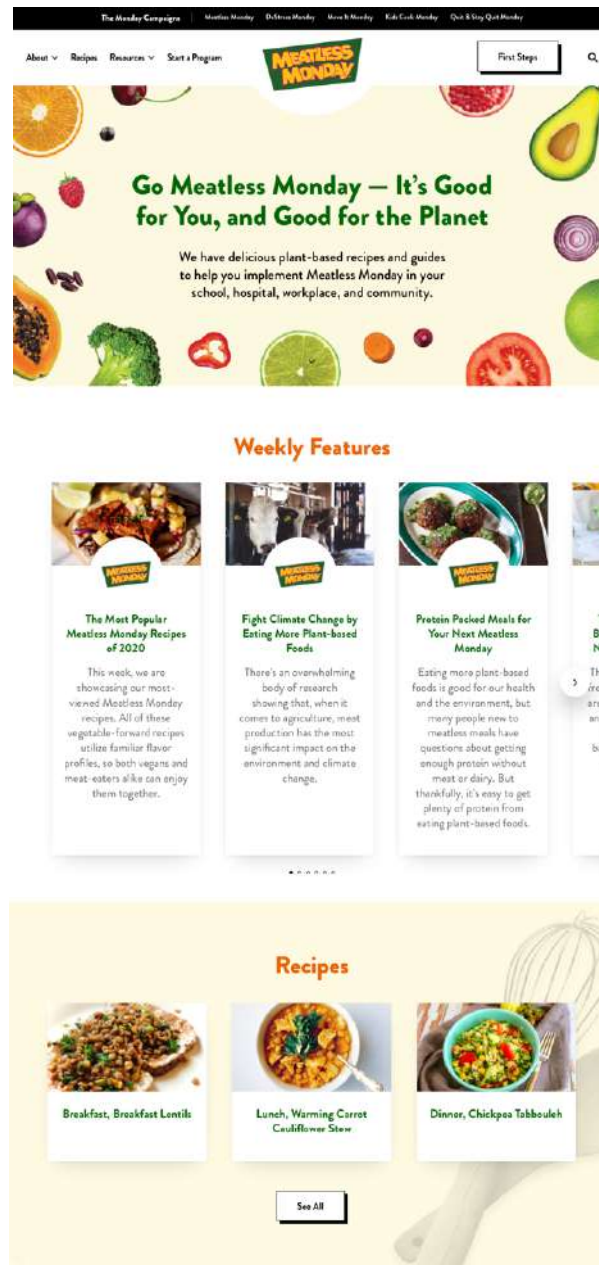 The Monday Campaigns
Meatless Monday
DeStress Monday
Move It Monday
Kids Cook Monday
Quit & Stay Quit Monday
About
Recipes
Resources
Start a Program
MEATLESS
MONDAY
First Steps
Go Meatless Monday — It's Good
for You, and Good for the Planet
We have delicious plant-based recipes and guides
to help you implement Meatless Monday in your
school, hospital, workplace, and community.
Weekly Features
MEATLESS
MONDAY
The Most Popular
Meatless Monday Recipes
of 2020
This week, we are
showcasing our most-
viewed Meatless Monday
recipes. All of these
vegetable-forward recipes
utilize familiar flavor
profiles, so both vegans and
meat-eaters alike can enjoy
them together.
MEATLESS
MONDAY
Fight Climate Change by
Eating More Plant-based
Foods
There's an overwhelming
body of research
showing that, when it
comes to agriculture, meat
production has the most
significant impact on the
environment and climate
change.
MEATLESS
MONDAY
Protein Packed Meals for
Your Next Meatless
Monday
Eating more plant-based
foods is good for our health
and the environment, but
many people new to
meatless meals have
questions about getting
enough protein without
meat or dairy. But
thankfully, it's easy to get
plenty of protein from
eating plant-based foods.
Recipes
Breakfast, Breakfast Lentils
Lunch, Warming Carrot
Cauliflower Stew
Dinner, Chickpea Tabbouleh
See All